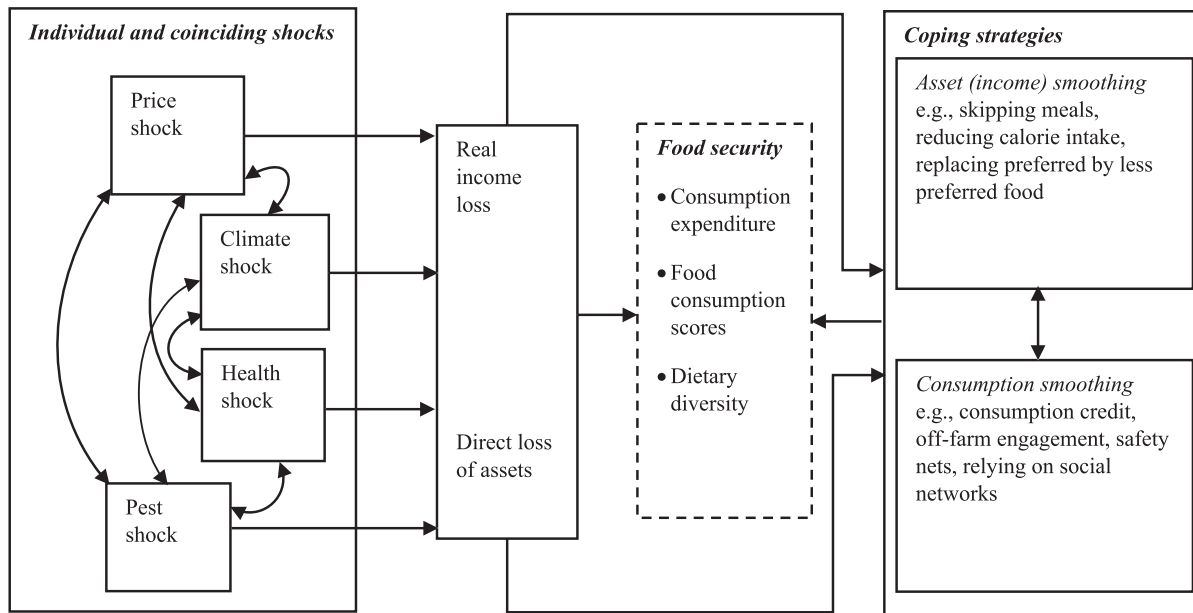 Individual and coinciding shocks
Price
shock
Climate
shock
Health
shock
Pest
shock
Real
income
loss
Direct loss
of assets
Food security
• Consumption
expenditure
• Food
consumption
scores
• Dietary
diversity
Coping strategies
Asset (income) smoothing
e.g., skipping meals,
reducing calorie intake,
replacing preferred by less
preferred food
Consumption smoothing
e.g., consumption credit,
off-farm engagement, safety
nets, relying on social
networks